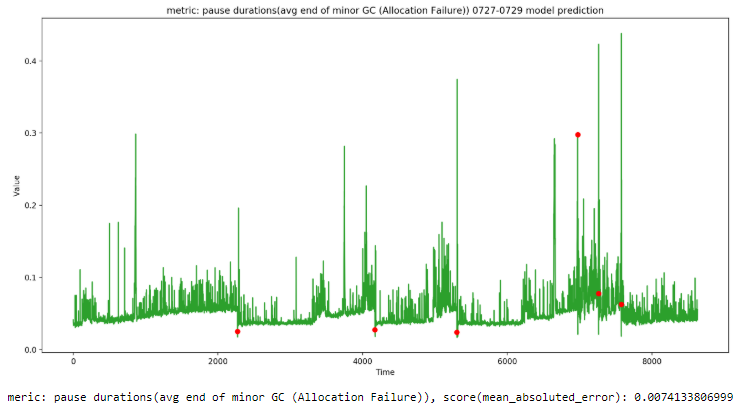 metric: pause durations(avg end of minor GC (Allocation Failure)) 0727-0729 model prediction
0.4
0.3
0.2
0.1
0.0
Value
0
2000
4000
6000
8000
Time
meric: pause durations(avg end of minor GC (Allocation Failure)), score(mean_absoluted_error): 0.0074133806999